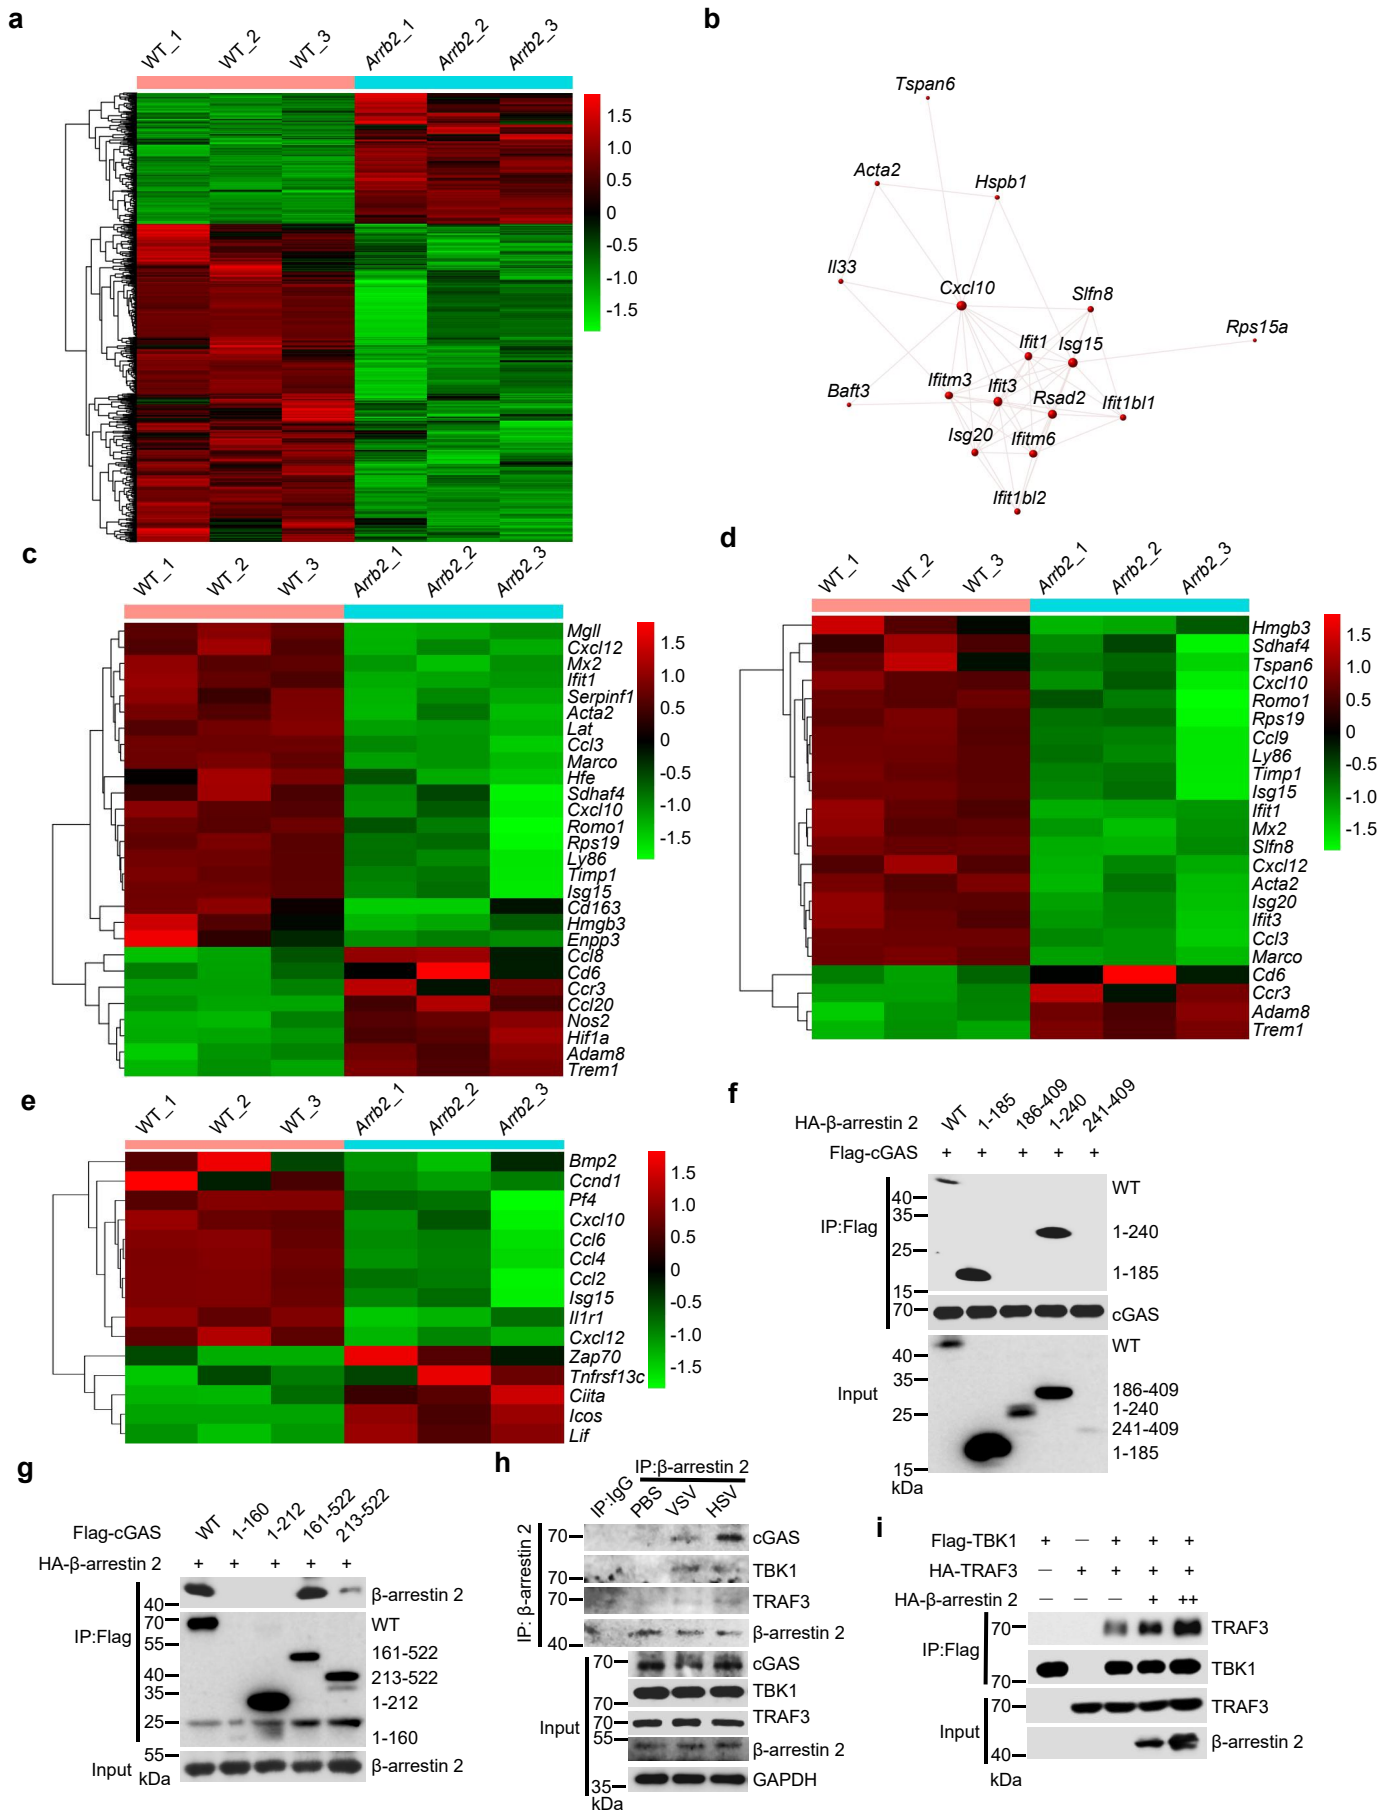 a
WT_1
WT_2
WT_3
Arrb2_1
Arrb2_2
Arrb2_3
1.5
1.0
0.5
0
-0.5
-1.0
-1.5
b
Tspan6
Acta2
Hspb1
Il33
Cxcl10
Slfn8
Rps15a
Ifit1
Isg15
Baft3
Ifitm3
Ifit3
Rsad2
Ifit1bl1
Isg20
Ifitm6
Ifit1bl2
c
WT_1
WT_2
WT_3
Arrb2_1
Arrb2_2
Arrb2_3
Mgll
Cxcl12
Mx2
Ifit1
Serpinf1
Acta2
Lat
Ccl3
Marco
Hfe
Sdhaf4
Cxcl10
Romo1
Rps19
Ly86
Timp1
Isg15
Cd163
Hmgb3
Enpp3
Ccl8
Cd6
Ccr3
Ccl20
Nos2
Hif1a
Adam8
Trem1
1.5
1.0
0.5
0
-0.5
-1.0
-1.5
d
WT_1
WT_2
WT_3
Arrb2_1
Arrb2_2
Arrb2_3
Hmgb3
Sdhaf4
Tspan6
Cxcl10
Romo1
Rps19
Ccl9
Ly86
Timp1
Isg15
Ifit1
Mx2
Slfn8
Cxcl12
Acta2
Isg20
Ifit3
Ccl3
Marco
Cd6
Ccr3
Adam8
Trem1
1.5
1.0
0.5
0
-0.5
-1.0
-1.5
e
WT_1
WT_2
WT_3
Arrb2_1
Arrb2_2
Arrb2_3
Bmp2
Ccnd1
Pf4
Cxcl10
Ccl6
Ccl4
Ccl2
Isg15
Il1r1
Cxcl12
Zap70
Tnfrsf13c
Ciita
Icos
Lif
1.5
1.0
0.5
0
-0.5
-1.0
-1.5
f
HA-β-arrestin 2 WT 1-185 186-409 1-240 241-409
Flag-cGAS + + + + +
IP:Flag
40
35
25
15
70
WT
1-240
1-185
cGAS
Input
40
35
25
15
kDa
WT
186-409
1-240
241-409
1-185
g
Flag-cGAS WT 1-160 1-212 161-522 213-522
HA-β-arrestin 2 + + + + +
IP:Flag
40
70
55
40
35
25
β-arrestin 2
WT
161-522
213-522
1-212
1-160
Input
55
kDa
β-arrestin 2
h
IP:β-arrestin 2
IP:IgG PBS VSV HSV
IP: β-arrestin 2
70 cGAS
70 TBK1
70 TRAF3
40 β-arrestin 2
Input
70 cGAS
70 TBK1
70 TRAF3
55 β-arrestin 2
35 GAPDH
kDa
i
Flag-TBK1 + — + + +
HA-TRAF3 — + + + +
HA-β-arrestin 2 — — — + ++
IP:Flag
70 TRAF3
70 TBK1
Input
70 TRAF3
40 β-arrestin 2
kDa